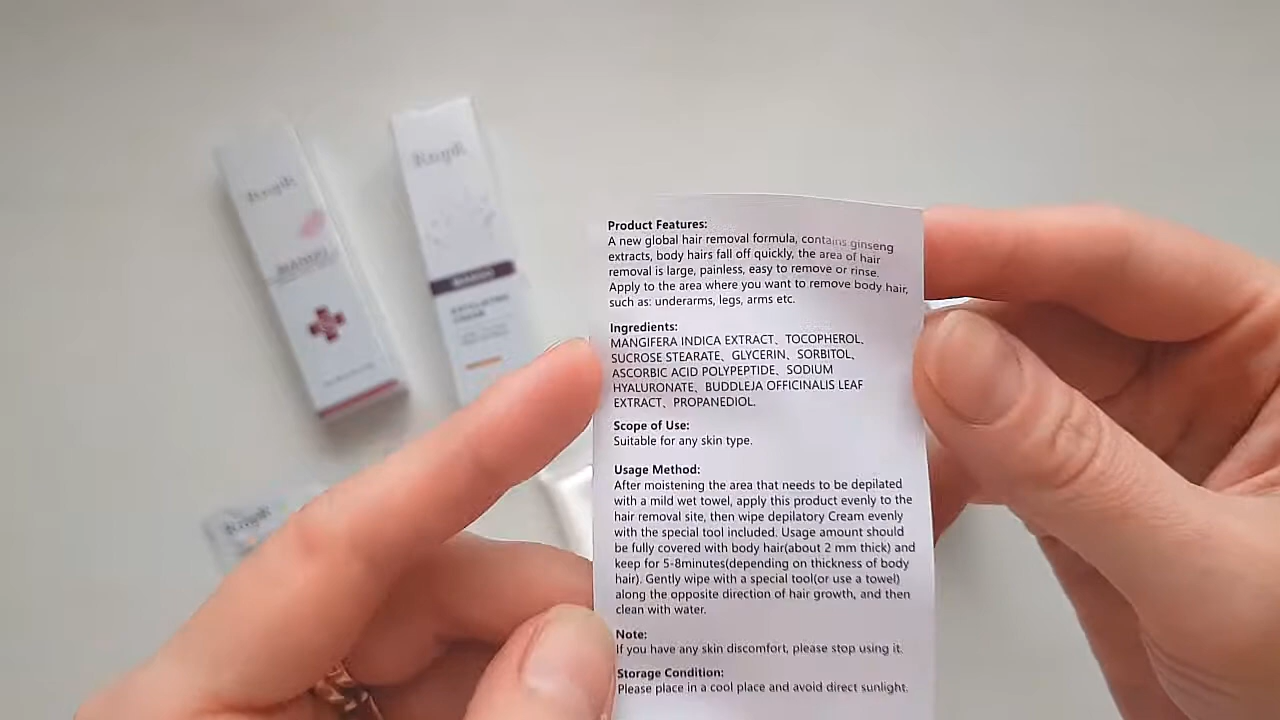 RtopR
RtopR
EXFOLIATING
CREAM
Product Features:
A new global hair removal formula, contains ginseng
extracts, body hairs fall off quickly, the area of hair
removal is large, painless, easy to remove or rinse.
Apply to the area where you want to remove body hair,
such as: underarms, legs, arms etc.
Ingredients:
MANGIFERA INDICA EXTRACT、TOCOPHEROL、
SUCROSE STEARATE、GLYCERIN、SORBITOL、
ASCORBIC ACID POLYPEPTIDE、SODIUM
HYALURONATE、BUDDLEJA OFFICINALIS LEAF
EXTRACT、PROPANEDIOL.
Scope of Use:
Suitable for any skin type.
Usage Method:
After moistening the area that needs to be depilated
with a mild wet towel, apply this product evenly to the
hair removal site, then wipe depilatory Cream evenly
with the special tool included. Usage amount should
be fully covered with body hair(about 2 mm thick) and
keep for 5-8minutes(depending on thickness of body
hair). Gently wipe with a special tool(or use a towel)
along the opposite direction of hair growth, and then
clean with water.
Note:
If you have any skin discomfort, please stop using it.
Storage Condition:
Please place in a cool place and avoid direct sunlight.